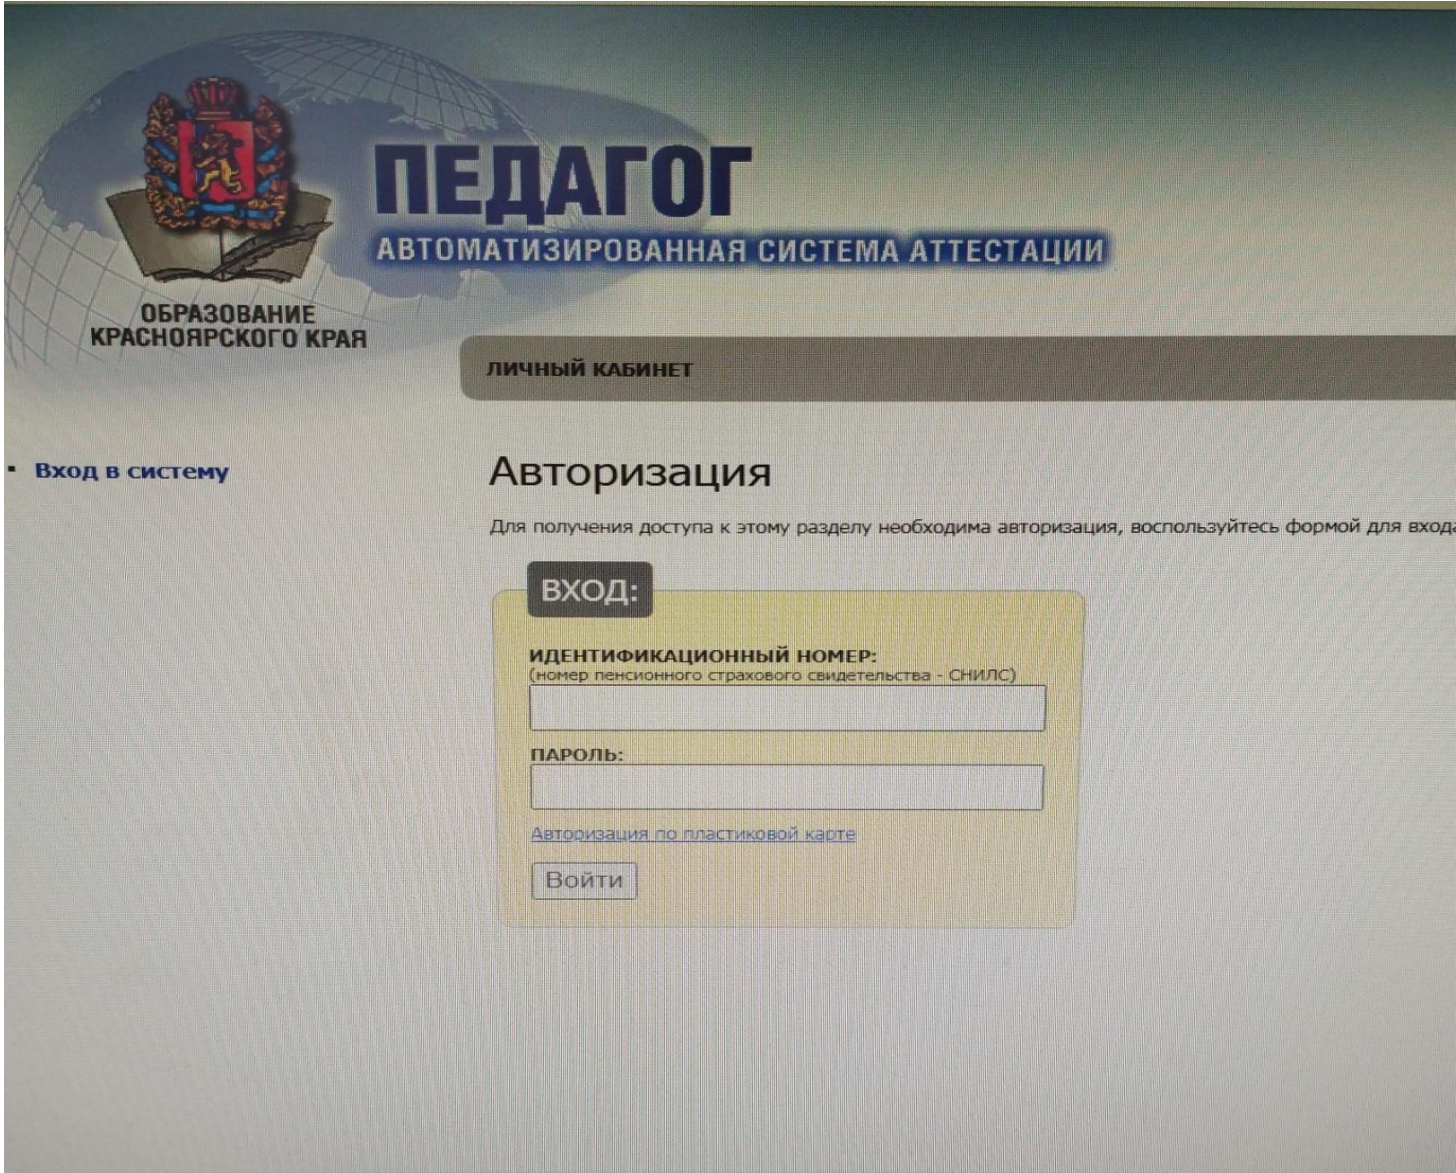 ПЕДАГОГ
АВТОМАТИЗИРОВАННАЯ СИСТЕМА АТТЕСТАЦИИ
ОБРАЗОВАНИЕ
КРАСНОЯРСКОГО КРАЯ
ЛИЧНЫЙ КАБИНЕТ
Вход в систему
Авторизация
Для получения доступа к этому разделу необходима авторизация, воспользуйтесь формой для входа
ВХОД:
ИДЕНТИФИКАЦИОННЫЙ НОМЕР:
(номер пенсионного страхового свидетельства - СНИЛС)
ПАРОЛЬ:
Авторизация по пластиковой карте
Войти